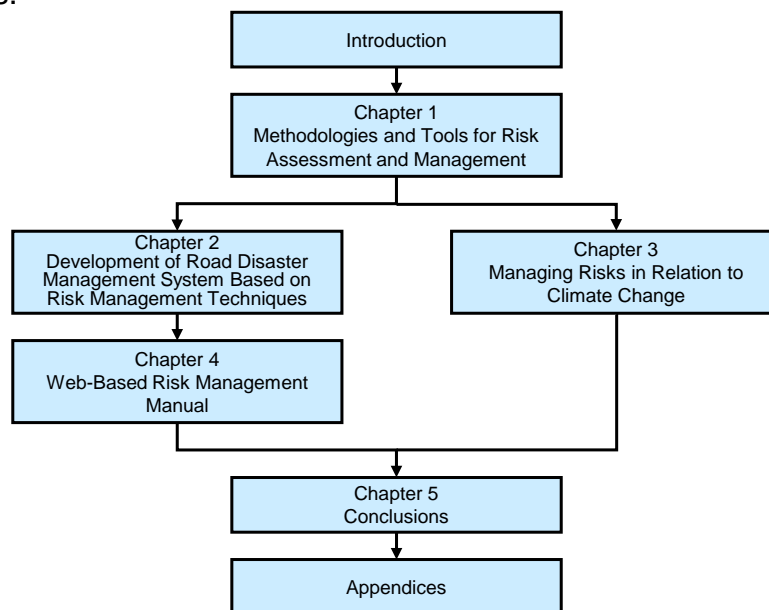 Introduction
Chapter 1
Methodologies and Tools for Risk
Assessment and Management
Chapter 2
Development of Road Disaster
Management System Based on
Risk Management Techniques
Chapter 3
Managing Risks in Relation to
Climate Change
Chapter 4
Web-Based Risk Management
Manual
Chapter 5
Conclusions
Appendices